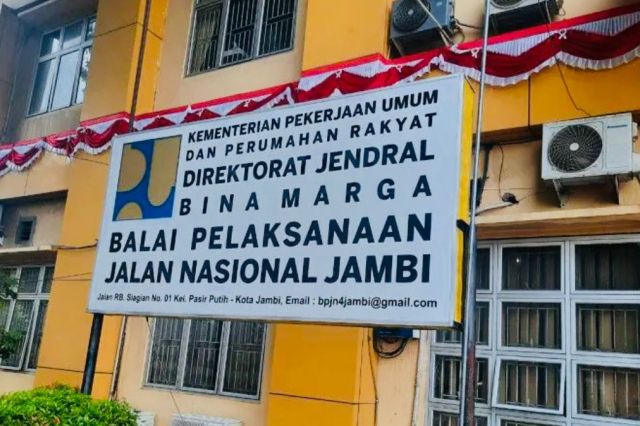 KEMENTERIAN PEKERJAAN UMUM
DAN PERUMAHAN RAKYAT
DIREKTORAT JENDRAL
BINA MARGA
BALAI PELAKSANAAN
JALAN NASIONAL JAMBI
Jalan RB. Siagian No. 01 Kel. Pasir Putih - Kota Jambi, Email : bpjn4jambi@gmail.com